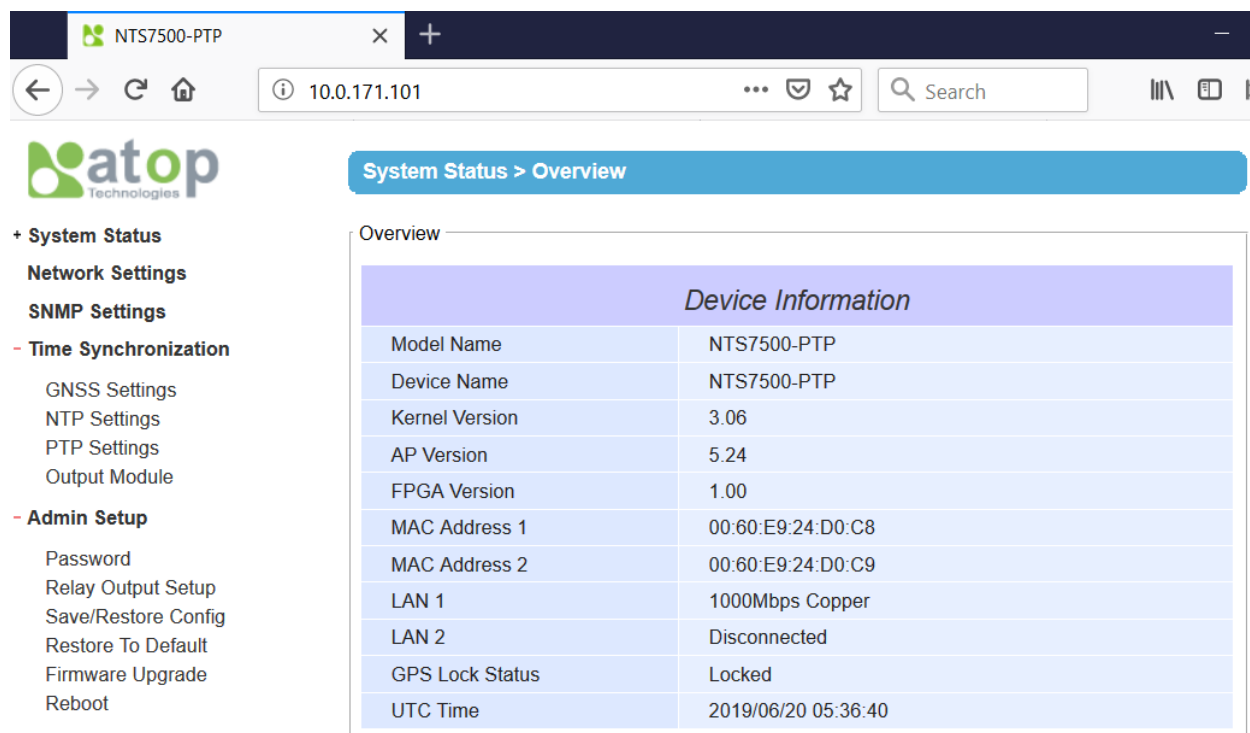 NTS7500-PTP
10.0.171.101
Search
atop
Technologies
System Status > Overview
+ System Status
Network Settings
SNMP Settings
- Time Synchronization
GNSS Settings
NTP Settings
PTP Settings
Output Module
- Admin Setup
Password
Relay Output Setup
Save/Restore Config
Restore To Default
Firmware Upgrade
Reboot
Overview
Device Information
Model Name NTS7500-PTP
Device Name NTS7500-PTP
Kernel Version 3.06
AP Version 5.24
FPGA Version 1.00
MAC Address 1 00:60:E9:24:D0:C8
MAC Address 2 00:60:E9:24:D0:C9
LAN 1 1000Mbps Copper
LAN 2 Disconnected
GPS Lock Status Locked
UTC Time 2019/06/20 05:36:40